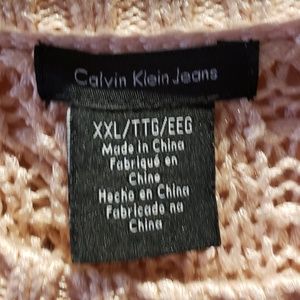 Calvin Klein Jeans
XXL/TTG/EEG
Made in China
Fabriqué en
Chine
Hecho en China
Fabricado na
China